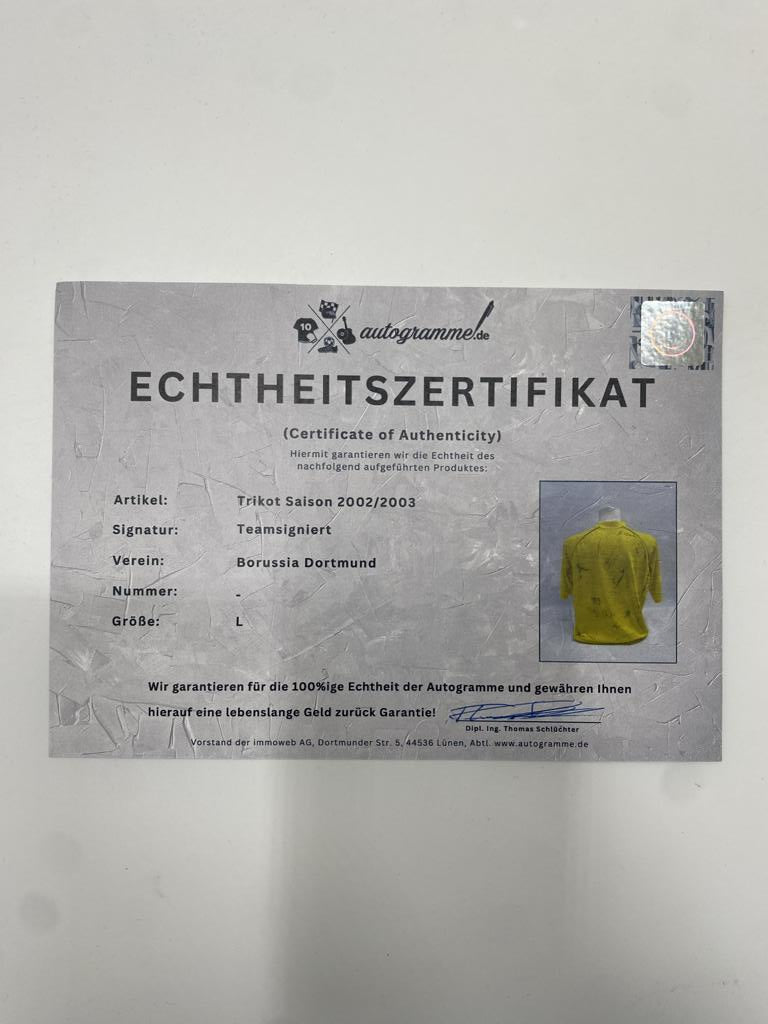 10
autogramme.de
ECHTHEITSZERTIFIKAT
(Certificate of Authenticity)
Hiermit garantieren wir die Echtheit des
nachfolgend aufgeführten Produktes:
Artikel: Trikot Saison 2002/2003
Signatur: Teamsigniert
Verein: Borussia Dortmund
Nummer: -
Größe: L
Wir garantieren für die 100%ige Echtheit der Autogramme und gewähren Ihnen
hierauf eine lebenslange Geld zurück Garantie!
Dipl. Ing. Thomas Schlüchter
Vorstand der immoweb AG, Dortmunder Str. 5, 44536 Lünen, Abtl. www.autogramme.de